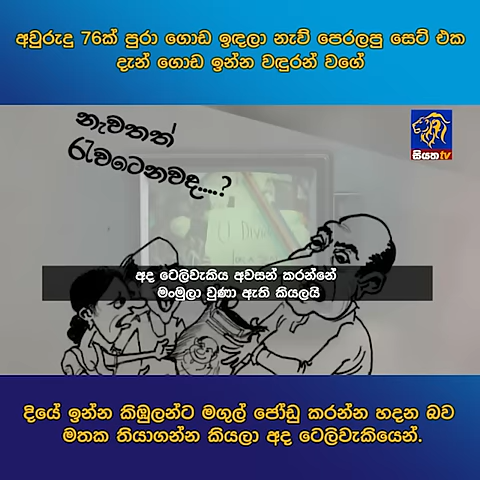 අවුරුදු 76ක් පුරා ගොඩ ඉඳලා නැව් පෙරලපු සෙට් එක
දැන් ගොඩ ඉන්න වඳුරන් වගේ
නැවතත්
රැවටෙනවද.....?
සියත tv
අද ටෙලිවැකිය අවසන් කරන්නේ
මංමුලා වුණා ඇති කියලයි
දියේ ඉන්න කිඹුලන්ට මගුල් ජෝඩු කරන්න හදන බව
මතක තියාගන්න කියලා අද ටෙලිවැකියෙන්.